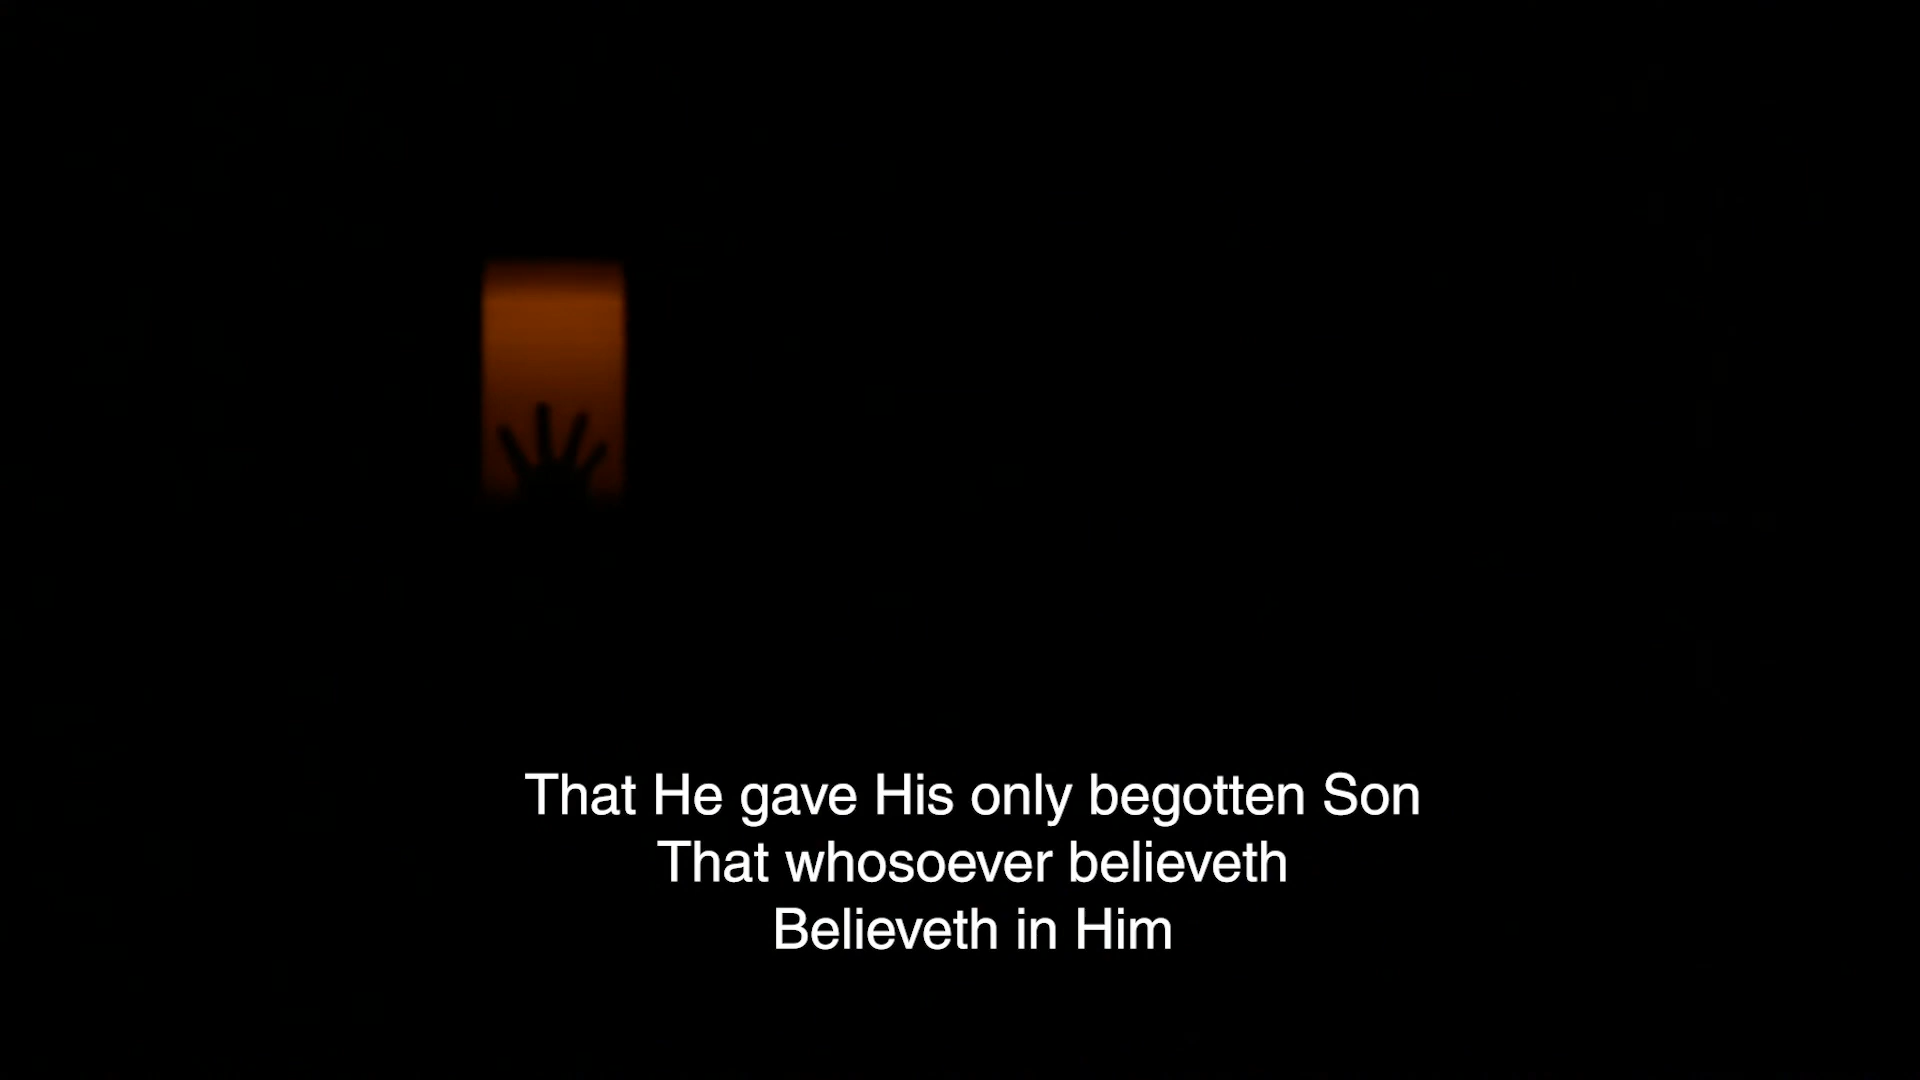 That He gave His only begotten Son
That whosoever believeth
Believeth in Him